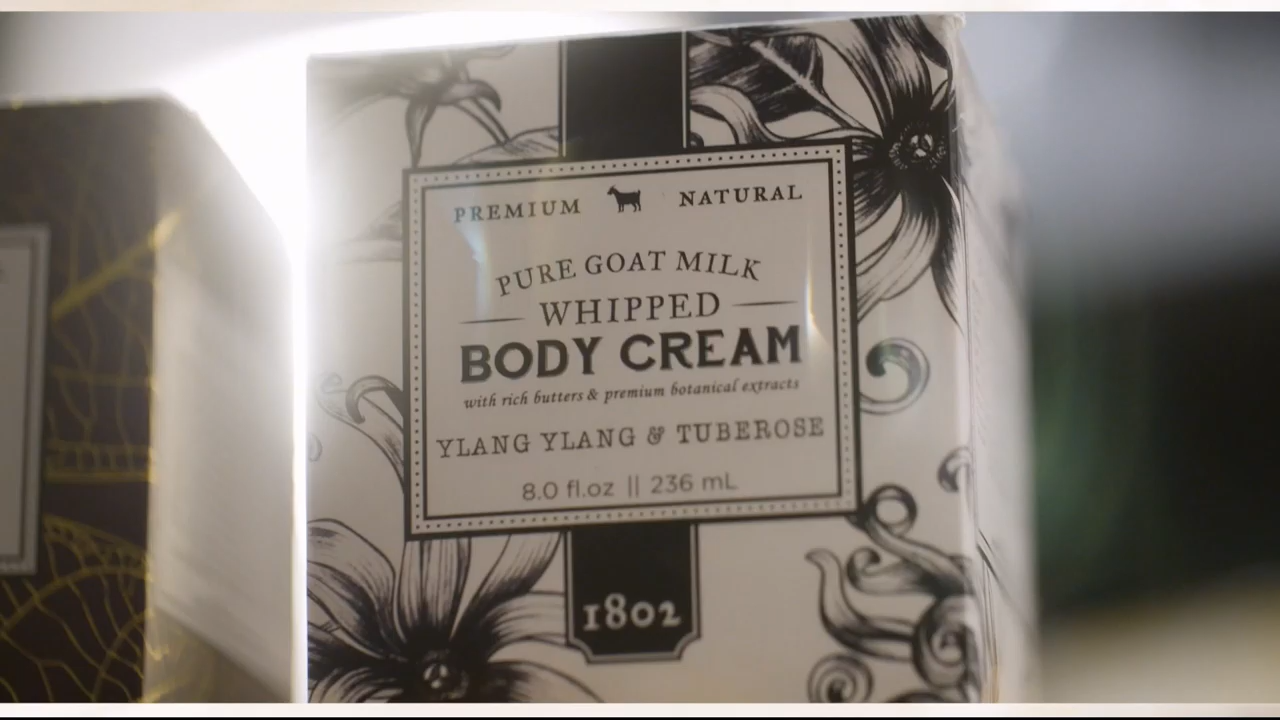 PREMIUM NATURAL
PURE GOAT MILK
WHIPPED
BODY CREAM
with rich butters & premium botanical extracts
YLANG YLANG & TUBEROSE
8.0 fl.oz || 236 mL
1802